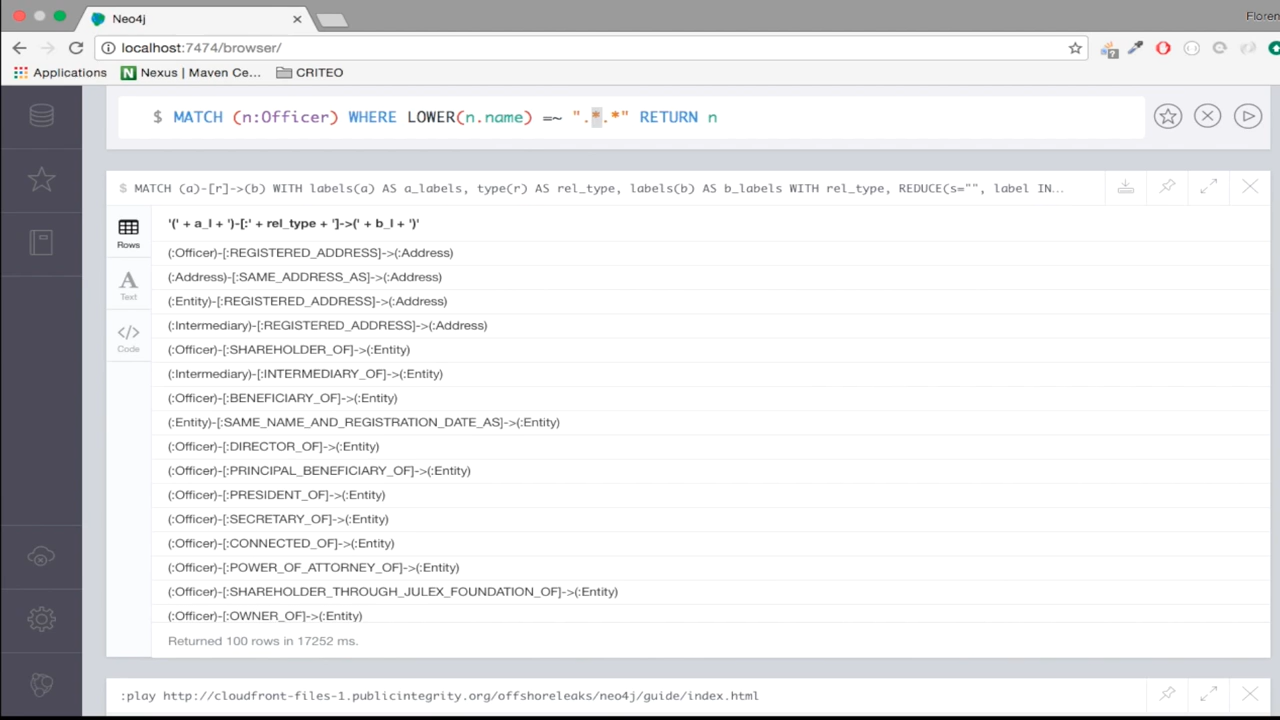 Neo4j
Floren
localhost:7474/browser/
Applications Nexus | Maven Ce... CRITEO
$ MATCH (n:Officer) WHERE LOWER(n.name) =~ ".*.*" RETURN n
$ MATCH (a)-[r]->(b) WITH labels(a) AS a_labels, type(r) AS rel_type, labels(b) AS b_labels WITH rel_type, REDUCE(s="", label IN...
'(' + a_l + ')-[:' + rel_type + ']->(' + b_l + ')'
Rows
(:Officer)-[:REGISTERED_ADDRESS]->(:Address)
(:Address)-[:SAME_ADDRESS_AS]->(:Address)
Text
(:Entity)-[:REGISTERED_ADDRESS]->(:Address)
(:Intermediary)-[:REGISTERED_ADDRESS]->(:Address)
Code
(:Officer)-[:SHAREHOLDER_OF]->(:Entity)
(:Intermediary)-[:INTERMEDIARY_OF]->(:Entity)
(:Officer)-[:BENEFICIARY_OF]->(:Entity)
(:Entity)-[:SAME_NAME_AND_REGISTRATION_DATE_AS]->(:Entity)
(:Officer)-[:DIRECTOR_OF]->(:Entity)
(:Officer)-[:PRINCIPAL_BENEFICIARY_OF]->(:Entity)
(:Officer)-[:PRESIDENT_OF]->(:Entity)
(:Officer)-[:SECRETARY_OF]->(:Entity)
(:Officer)-[:CONNECTED_OF]->(:Entity)
(:Officer)-[:POWER_OF_ATTORNEY_OF]->(:Entity)
(:Officer)-[:SHAREHOLDER_THROUGH_JULEX_FOUNDATION_OF]->(:Entity)
(:Officer)-[:OWNER_OF]->(:Entity)
Returned 100 rows in 17252 ms.
:play http://cloudfront-files-1.publicintegrity.org/offshoreleaks/neo4j/guide/index.html